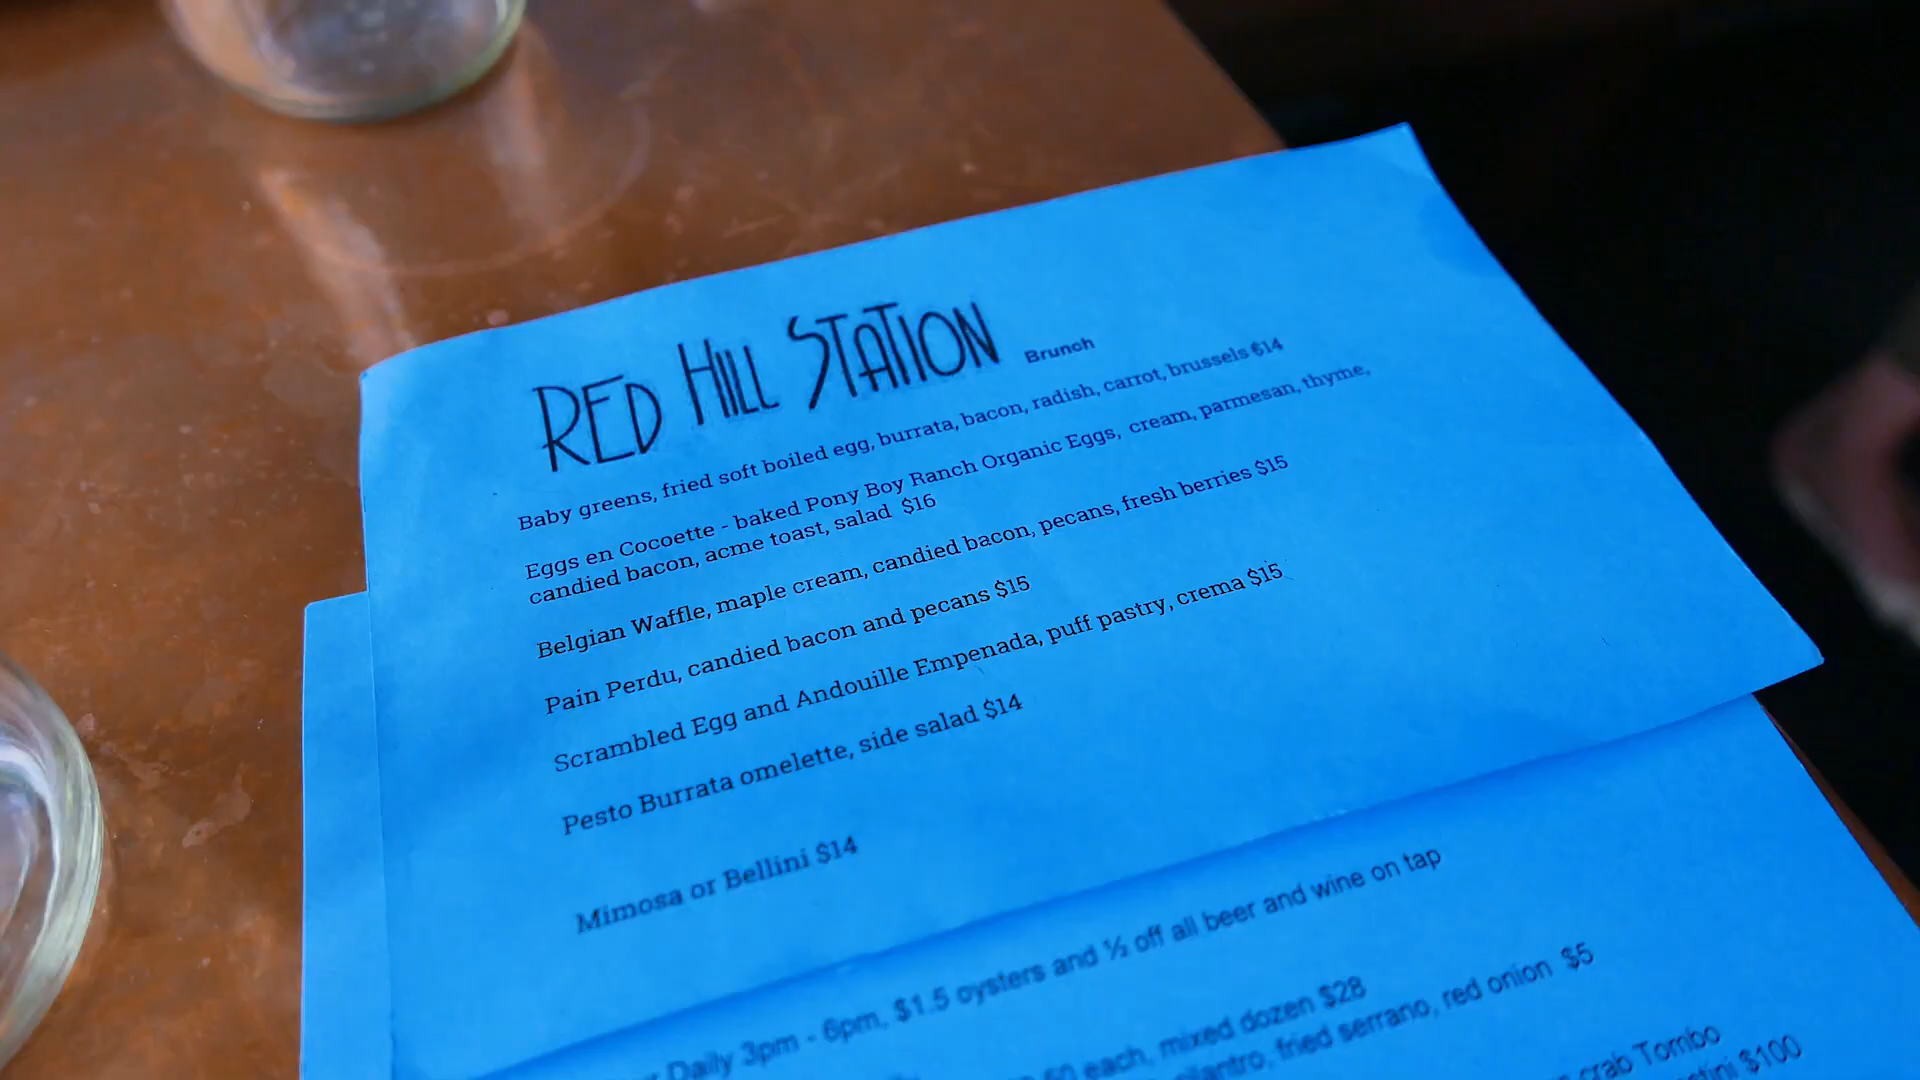 RED HILL STATION Brunch
Baby greens, fried soft boiled egg, burrata, bacon, radish, carrot, brussels $14
Eggs en Cocoette - baked Pony Boy Ranch Organic Eggs, cream, parmesan, thyme,
candied bacon, acme toast, salad $16
Belgian Waffle, maple cream, candied bacon, pecans, fresh berries $15
Pain Perdu, candied bacon and pecans $15
Scrambled Egg and Andouille Empenada, puff pastry, crema $15
Pesto Burrata omelette, side salad $14
Mimosa or Bellini $14
Daily 3pm - 6pm, $1.5 oysters and ½ off all beer and wine on tap
each, mixed dozen $28
fried serrano, red onion $5
crab Tombo
$100